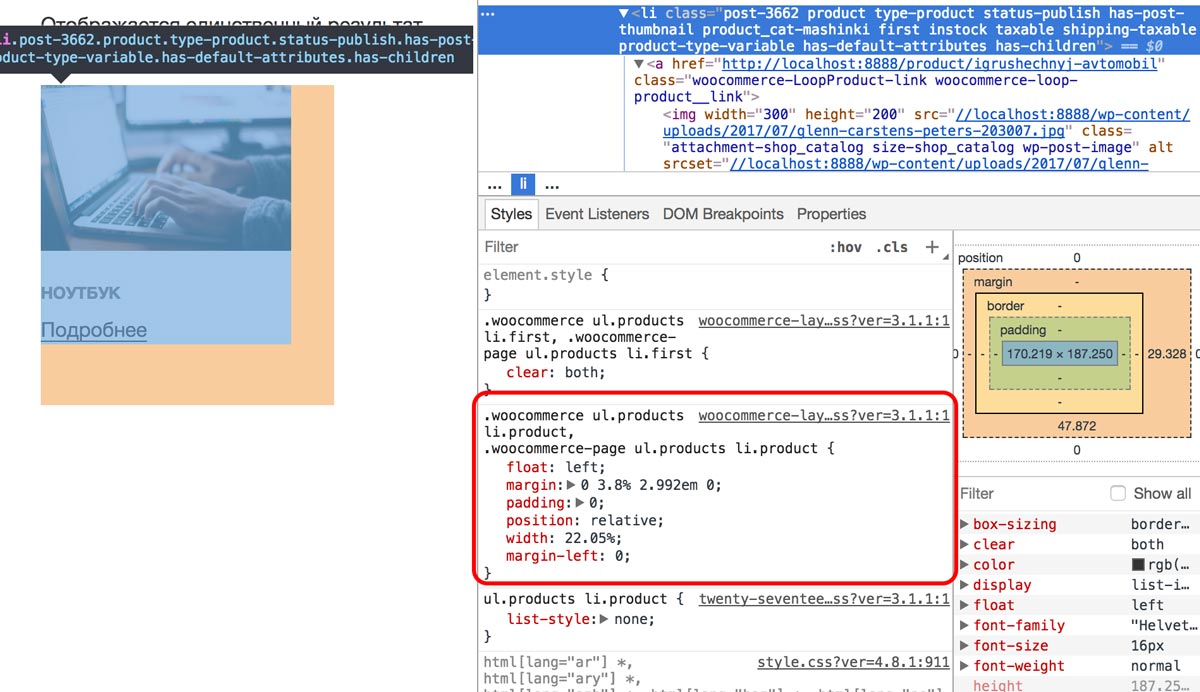 Отображается единственный результат
li.post-3662.product.type-product.status-publish.has-post-
oduct-type-variable.has-default-attributes.has-children
НОУТБУК
Подробнее
...
▼<li class="post-3662 product type-product status-publish has-post-
thumbnail product_cat-mashinki first instock taxable shipping-taxable
product-type-variable has-default-attributes has-children"> == $0
▼<a href="http://localhost:8888/product/igrushechnyj-avtomobil"
class="woocommerce-LoopProduct-link woocommerce-loop-
product__link">
<img width="300" height="200" src="//localhost:8888/wp-content/
uploads/2017/07/glenn-carstens-peters-203007.jpg" class=
"attachment-shop_catalog size-shop_catalog wp-post-image" alt
srcset="//localhost:8888/wp-content/uploads/2017/07/glenn-
... li ...
Styles Event Listeners DOM Breakpoints Properties
Filter :hov .cls +
element.style {
}
.woocommerce ul.products woocommerce-lay…ss?ver=3.1.1:1
li.first, .woocommerce-
page ul.products li.first {
clear: both;
}
.woocommerce ul.products woocommerce-lay…ss?ver=3.1.1:1
li.product,
.woocommerce-page ul.products li.product {
float: left;
margin:▶0 3.8% 2.992em 0;
padding:▶0;
position: relative;
width: 22.05%;
margin-left: 0;
}
ul.products li.product { twenty-seventee…ss?ver=3.1.1:1
list-style:▶none;
}
html[lang="ar"] *, style.css?ver=4.8.1:911
html[lang="ary"] *,
position 0
margin -
border -
padding -
0 - - - 170.219 × 187.250 - - 29.328 0
-
-
47.872
0
Filter Show all
▶box-sizing border…
▶clear both
▶color rgb(…
▶display list-i…
▶float left
▶font-family "Helvet…
▶font-size 16px
▶font-weight normal
height 187.25…